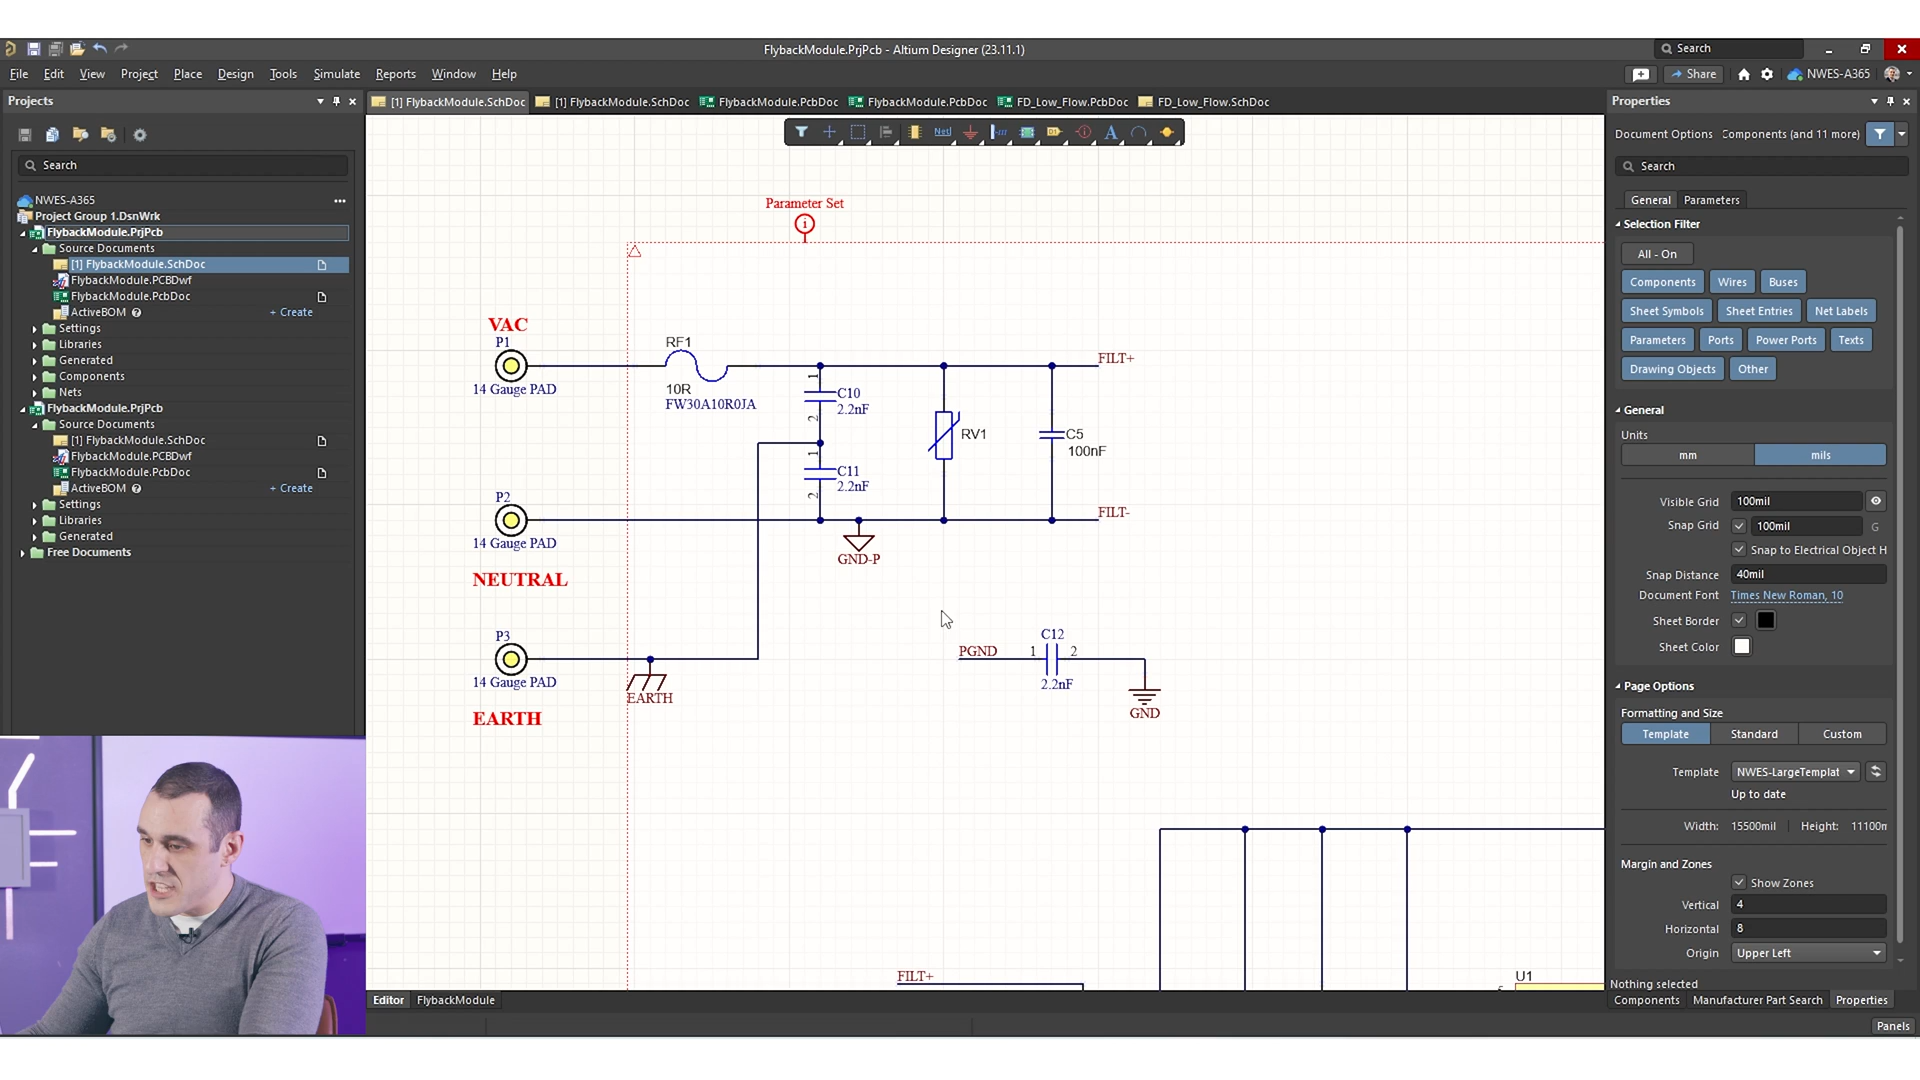 FlybackModule.PrjPcb - Altium Designer (23.11.1)
Search
File Edit View Project Place Design Tools Simulate Reports Window Help
Share
NWES-A365
Projects
[1] FlybackModule.SchDoc
[1] FlybackModule.SchDoc
FlybackModule.PcbDoc
FlybackModule.PcbDoc
FD_Low_Flow.PcbDoc
FD_Low_Flow.SchDoc
Search
NWES-A365
Project Group 1.DsnWrk
FlybackModule.PrjPcb
Source Documents
[1] FlybackModule.SchDoc
FlybackModule.PCBDwf
FlybackModule.PcbDoc
ActiveBOM + Create
Settings
Libraries
Generated
Components
Nets
FlybackModule.PrjPcb
Source Documents
[1] FlybackModule.SchDoc
FlybackModule.PCBDwf
FlybackModule.PcbDoc
ActiveBOM + Create
Settings
Libraries
Generated
Free Documents
Net
A
Parameter Set
i
VAC
P1
14 Gauge PAD
RF1
10R
FW30A10R0JA
1
C10
2.2nF
2
1
C11
2.2nF
2
RV1
C5
100nF
FILT+
P2
14 Gauge PAD
NEUTRAL
FILT-
GND-P
P3
14 Gauge PAD
EARTH
EARTH
PGND
1
C12
2
2.2nF
GND
FILT+
U1
Editor FlybackModule
Properties
Document Options
Components (and 11 more)
Search
General Parameters
Selection Filter
All - On
Components Wires Buses
Sheet Symbols Sheet Entries Net Labels
Parameters Ports Power Ports Texts
Drawing Objects Other
General
Units
mm mils
Visible Grid 100mil
Snap Grid 100mil G
Snap to Electrical Object H
Snap Distance 40mil
Document Font Times New Roman, 10
Sheet Border
Sheet Color
Page Options
Formatting and Size
Template Standard Custom
Template NWES-LargeTemplat
Up to date
Width: 15500mil Height: 11100m
Margin and Zones
Show Zones
Vertical 4
Horizontal 8
Origin Upper Left
Nothing selected
Components Manufacturer Part Search Properties
Panels